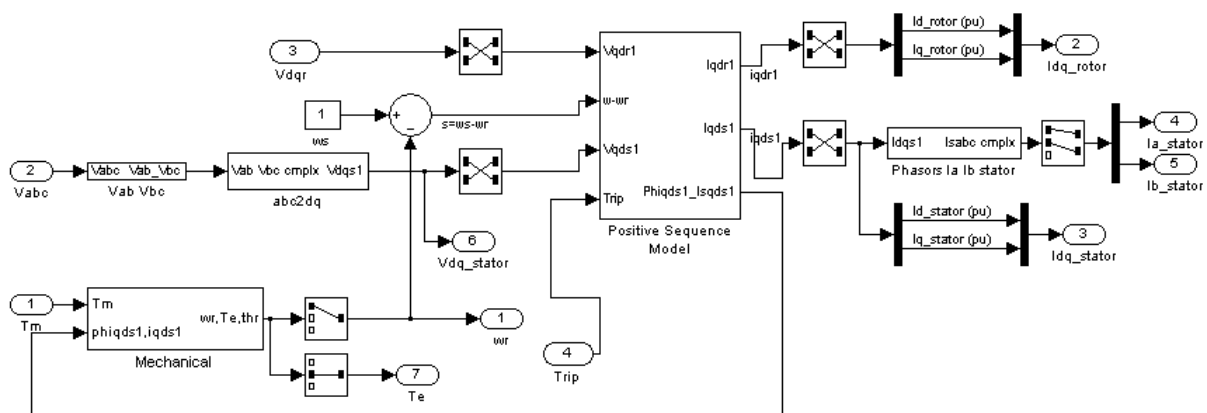 3
Vdqr
1
ws
+
−
s=ws-wr
2
Vabc
Vabc Vab_Vbc
Vab Vbc
Vab Vbc cmplx Vdqs1
abc2dq
6
Vdq_stator
1
Tm
Tm
phiqds1,iqds1
wr,Te,thr
Mechanical
1
wr
7
Te
4
Trip
Vqdr1
w-wr
Vqds1
Trip
Iqdr1
Iqds1
Phiqds1_Isqds1
Positive Sequence
Model
iqdr1
iqds1
Id_rotor (pu)
Iq_rotor (pu)
2
Idq_rotor
Idqs1 Isabc cmplx
Phasors Ia Ib stator
4
Ia_stator
5
Ib_stator
Id_stator (pu)
Iq_stator (pu)
3
Idq_stator